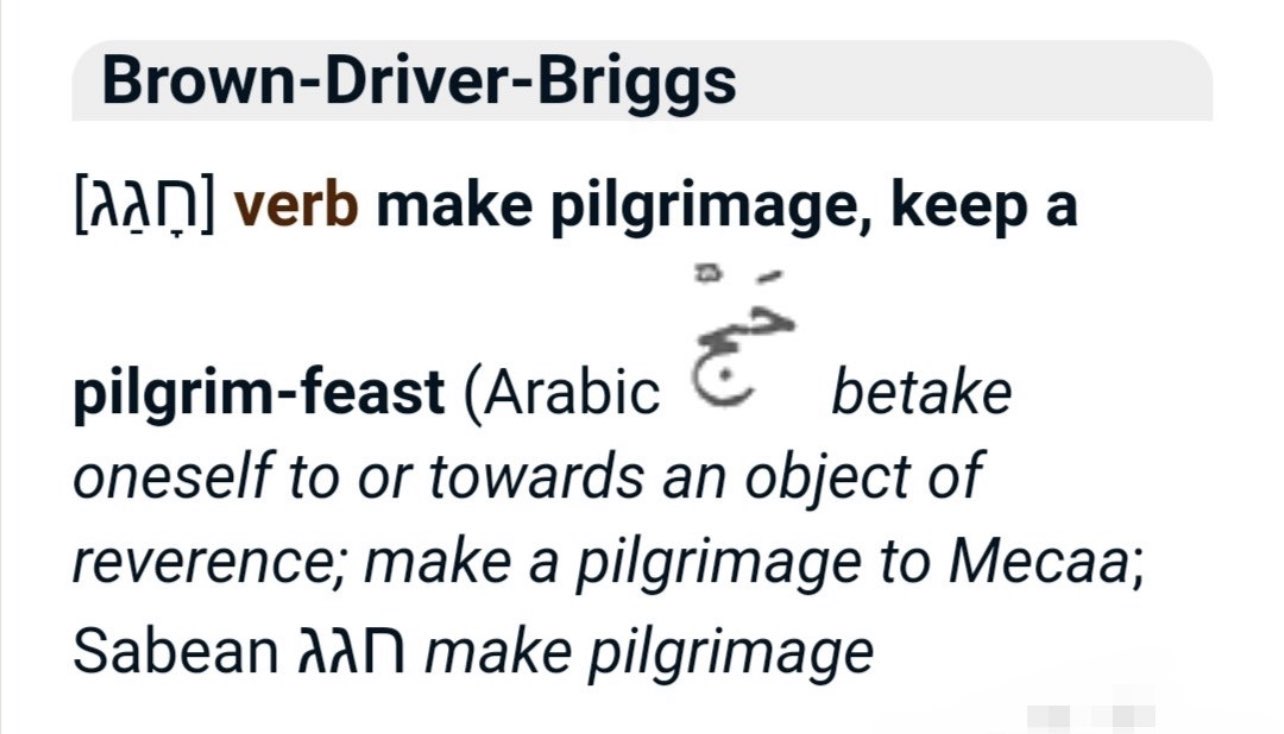 Brown-Driver-Briggs
[חָגַג] verb make pilgrimage, keep a
pilgrim-feast (Arabic حَجَّ betake
oneself to or towards an object of
reverence; make a pilgrimage to Mecaa;
Sabean חגג make pilgrimage